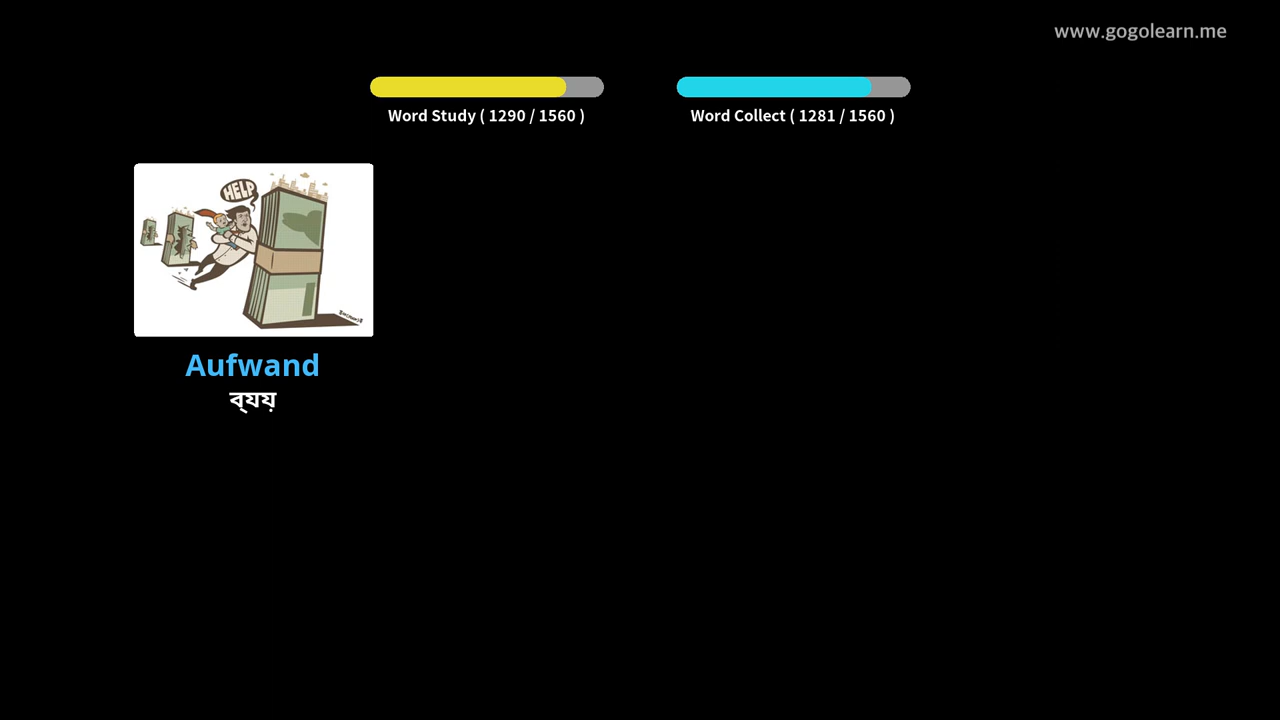 www.gogolearn.me
Word Study ( 1290 / 1560 )
Word Collect ( 1281 / 1560 )
HELP
Aufwand
ব্যয়